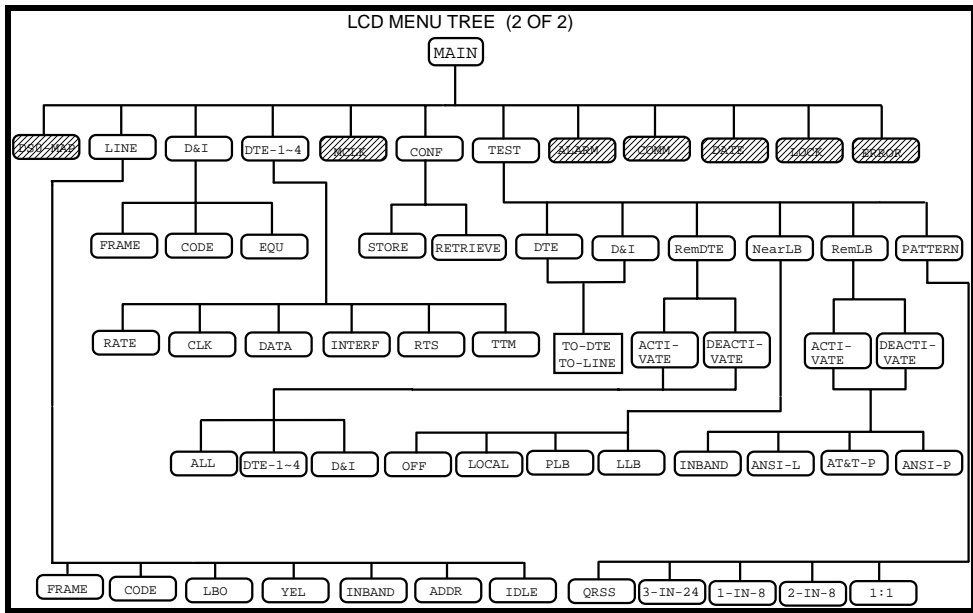 LCD MENU TREE (2 OF 2)
MAIN
DS0-MAP LINE D&I DTE-1~4 MCLK CONF TEST ALARM COMM DATE LOCK ERROR
FRAME CODE EQU STORE RETRIEVE DTE D&I RemDTE NearLB RemLB PATTERN
RATE CLK DATA INTERF RTS TTM
TO-DTE
TO-LINE
ACTI-
VATE
DEACTI-
VATE
ACTI-
VATE
DEACTI-
VATE
ALL DTE-1~4 D&I OFF LOCAL PLB LLB INBAND ANSI-L AT&T-P ANSI-P
FRAME CODE LBO YEL INBAND ADDR IDLE QRSS 3-IN-24 1-IN-8 2-IN-8 1:1